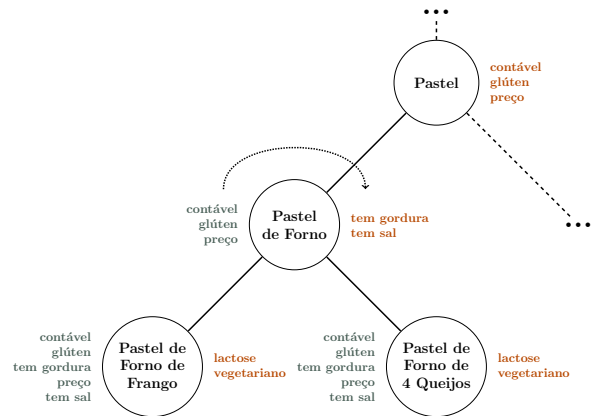 ...
Pastel
contável
glúten
preço
...
contável
glúten
preço
Pastel
de Forno
tem gordura
tem sal
contável
glúten
tem gordura
preço
tem sal
Pastel de
Forno de
Frango
lactose
vegetariano
contável
glúten
tem gordura
preço
tem sal
Pastel de
Forno de
4 Queijos
lactose
vegetariano